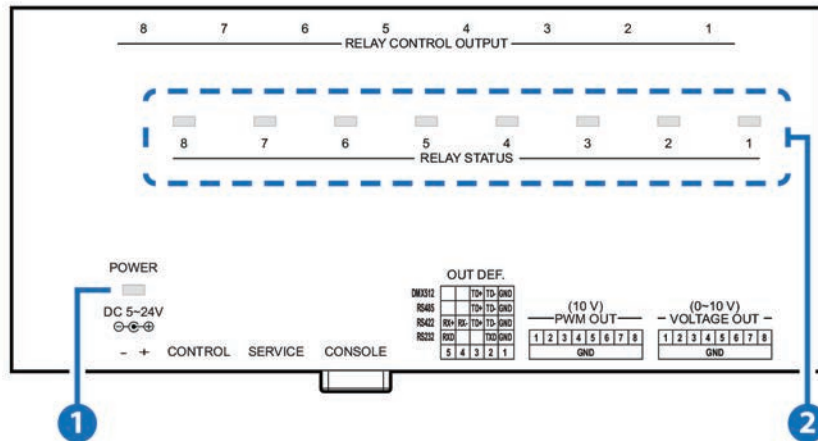 8 7 6 5 4 3 2 1
RELAY CONTROL OUTPUT
8 7 6 5 4 3 2 1
RELAY STATUS
POWER
DC 5~24V
- +
CONTROL SERVICE CONSOLE
OUT DEF.
DMX512 TD+ TD- GND
RS485 TD+ TD- GND
RS422 RX+ RX- TD+ TD- GND
RS232 RXD TXD GND
5 4 3 2 1
(10 V)
PWM OUT
1 2 3 4 5 6 7 8
GND
(0~10 V)
VOLTAGE OUT
1 2 3 4 5 6 7 8
GND
1
2